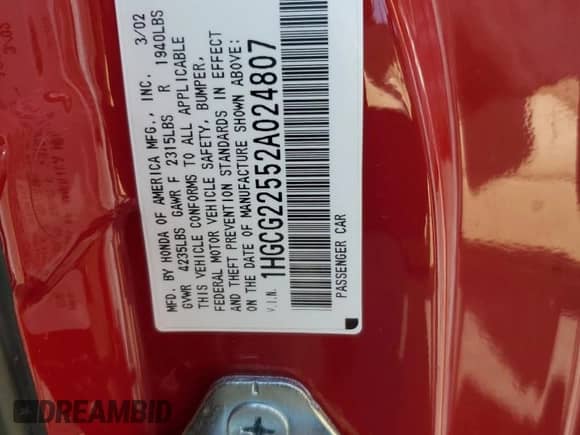 MFD. BY HONDA OF AMERICA MFG., INC. 3/02
GVWR 4235LBS GAWR F 2315LBS R 1940LBS
THIS VEHICLE CONFORMS TO ALL APPLICABLE
FEDERAL MOTOR VEHICLE SAFETY, BUMPER,
AND THEFT PREVENTION STANDARDS IN EFFECT
ON THE DATE OF MANUFACTURE SHOWN ABOVE.
V.I.N. 1HGCG22552A024807
PASSENGER CAR
DREAMBID